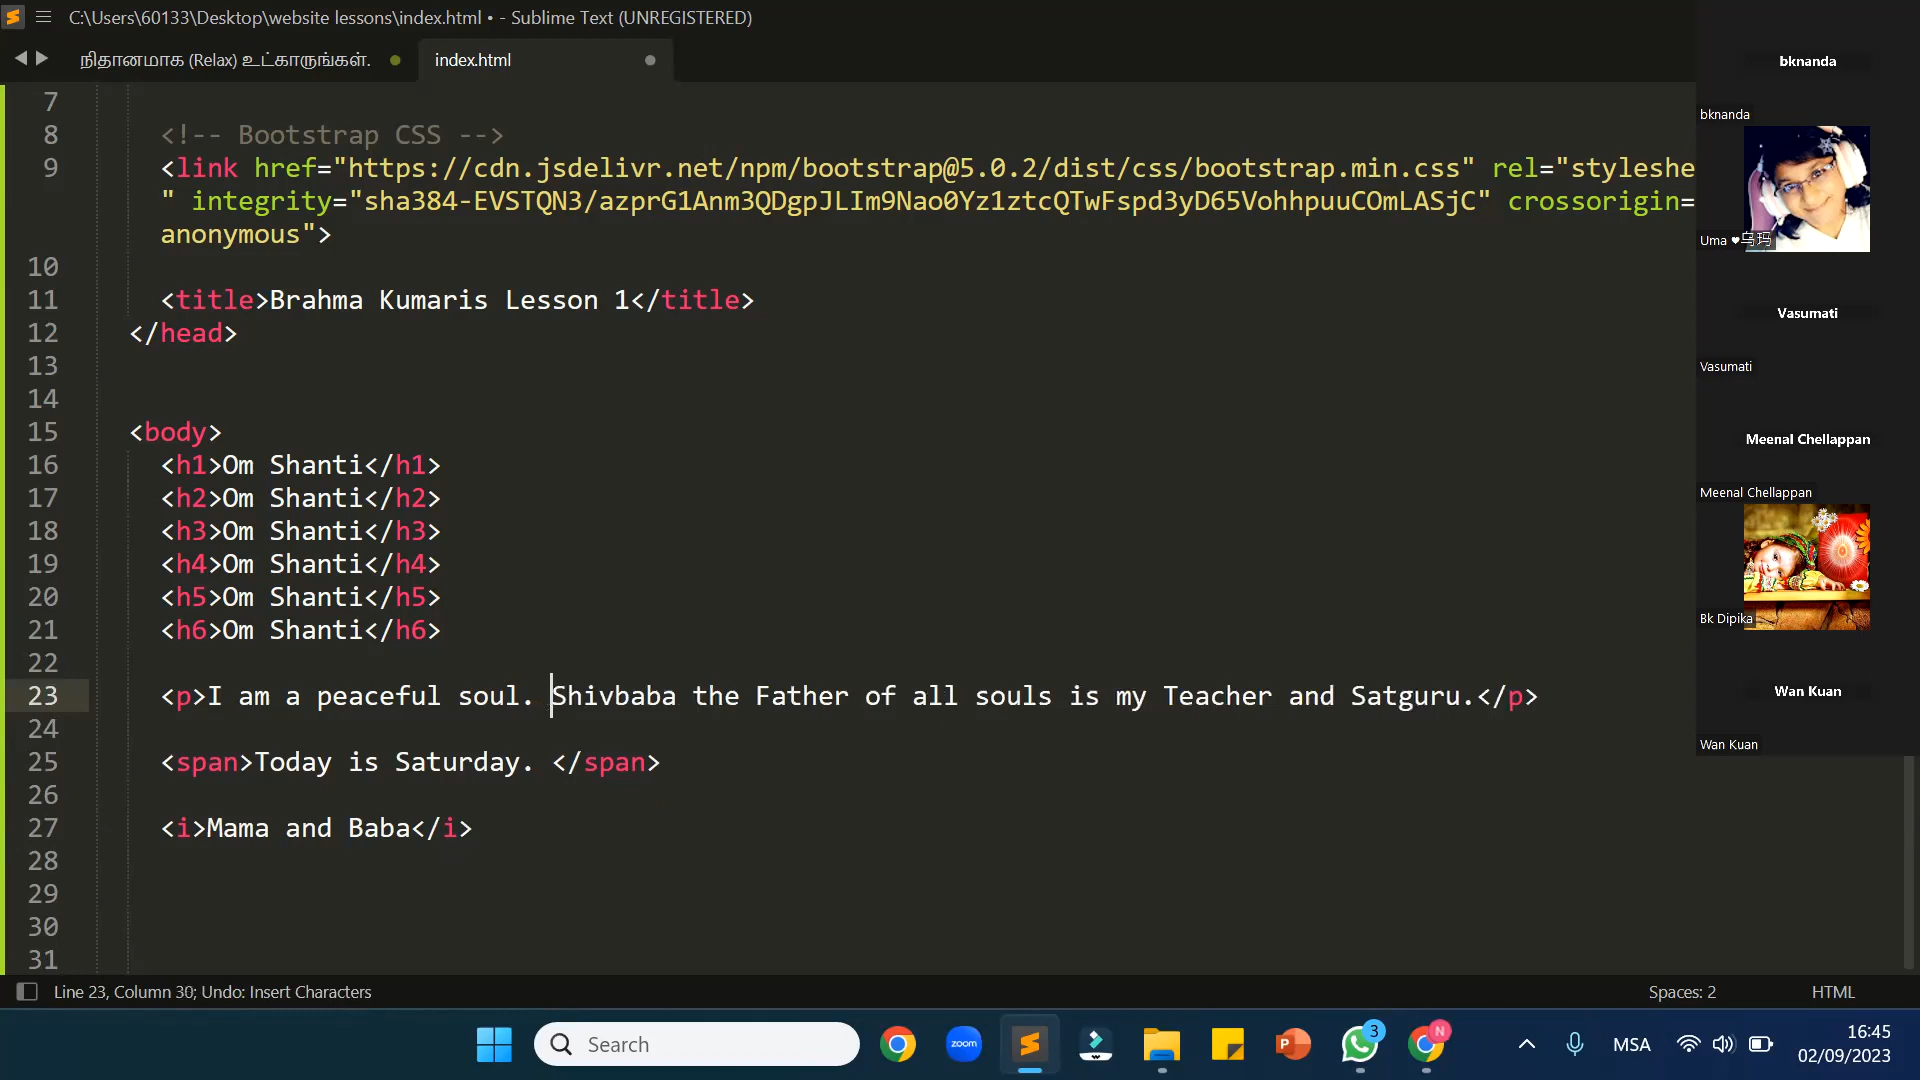 C:\Users\60133\Desktop\website lessons\index.html • - Sublime Text (UNREGISTERED)
நிதானமாக (Relax) உட்காருங்கள்.
index.html
7
8 <!-- Bootstrap CSS -->
9 <link href="https://cdn.jsdelivr.net/npm/bootstrap@5.0.2/dist/css/bootstrap.min.css" rel="styleshe
" integrity="sha384-EVSTQN3/azprG1Anm3QDgpJLIm9Nao0Yz1ztcQTwFspd3yD65VohhpuuCOmLASjC" crossorigin=
anonymous">
10
11 <title>Brahma Kumaris Lesson 1</title>
12 </head>
13
14
15 <body>
16 <h1>Om Shanti</h1>
17 <h2>Om Shanti</h2>
18 <h3>Om Shanti</h3>
19 <h4>Om Shanti</h4>
20 <h5>Om Shanti</h5>
21 <h6>Om Shanti</h6>
22
23 <p>I am a peaceful soul. Shivbaba the Father of all souls is my Teacher and Satguru.</p>
24
25 <span>Today is Saturday. </span>
26
27 <i>Mama and Baba</i>
28
29
30
31
bknanda
bknanda
Uma ♥乌玛
Vasumati
Vasumati
Meenal Chellappan
Meenal Chellappan
Bk Dipika
Wan Kuan
Wan Kuan
Line 23, Column 30; Undo: Insert Characters
Spaces: 2
HTML
Search
zoom
P
3
N
MSA
16:45
02/09/2023